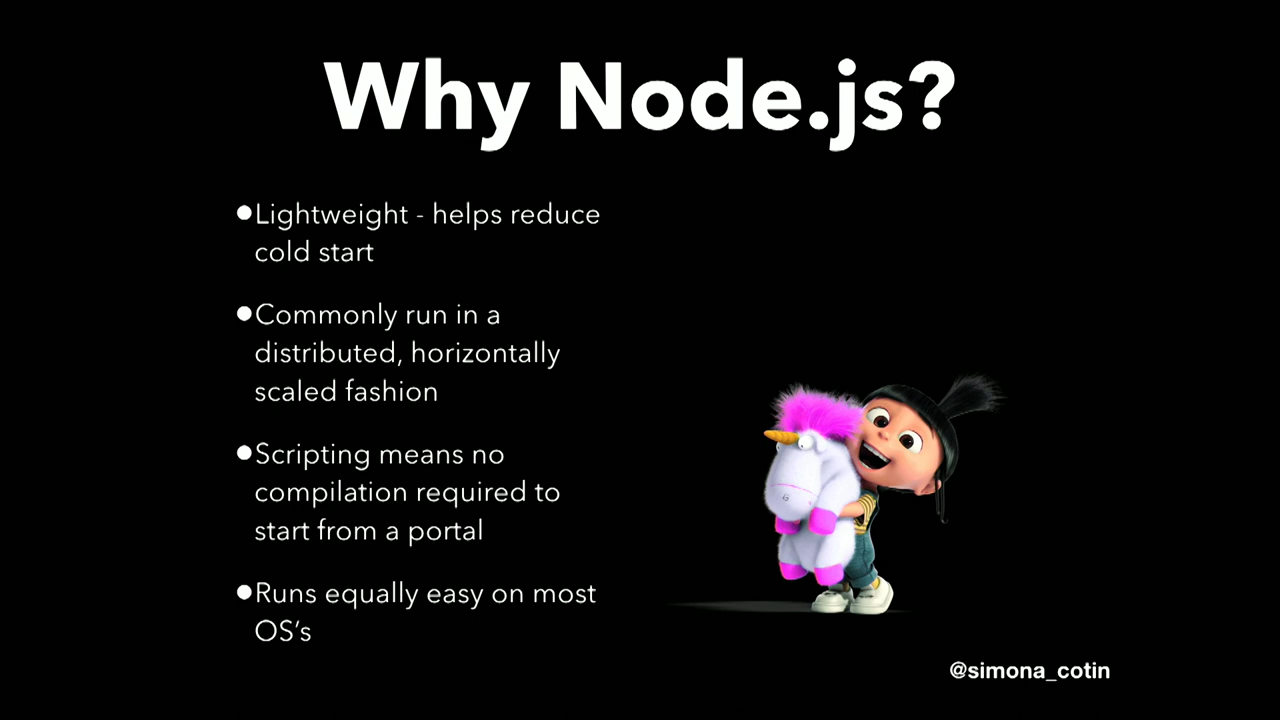 Why Node.js?
•Lightweight - helps reduce
cold start
•Commonly run in a
distributed, horizontally
scaled fashion
•Scripting means no
compilation required to
start from a portal
•Runs equally easy on most
OS’s
@simona_cotin